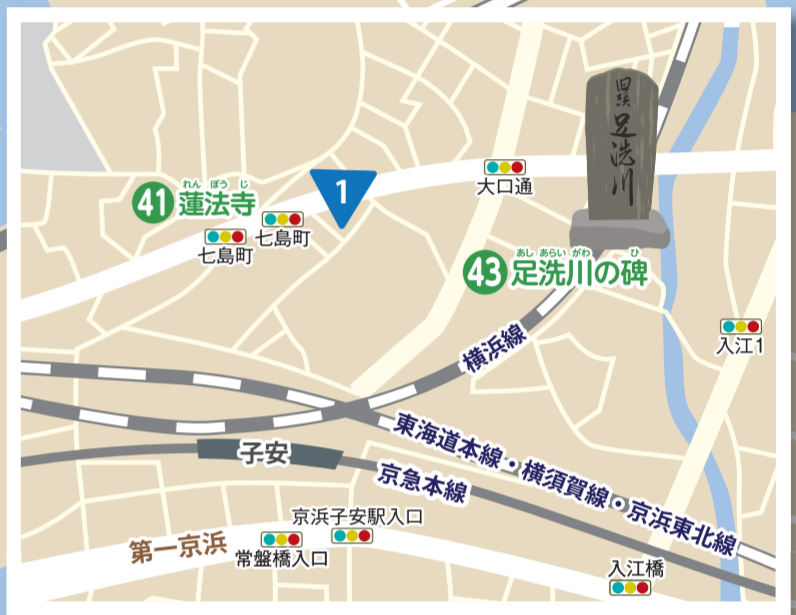 旧跡
足洗川
大口通
れんぽうじ
41 蓮法寺
1
七島町
七島町
あしあらいがわ ひ
43 足洗川の碑
入江1
横浜線
東海道本線・横須賀線・京浜東北線
子安
京急本線
京浜子安駅入口
第一京浜
常盤橋入口
入江橋